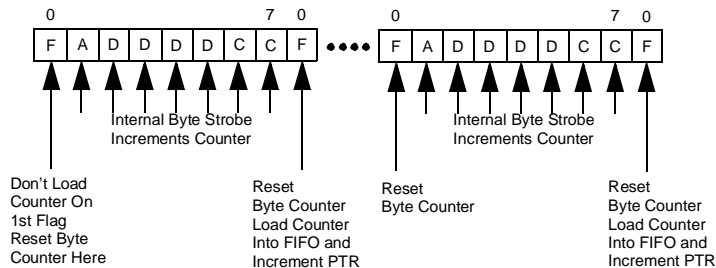 0 7 0 0 7 0
F A D D D D C C F F A D D D D C C F
Internal Byte Strobe
Increments Counter
Internal Byte Strobe
Increments Counter
Don't Load
Counter On
1st Flag
Reset Byte
Counter Here
Reset
Byte Counter
Load Counter
Into FIFO and
Increment PTR
Reset
Byte Counter
Reset
Byte Counter
Load Counter
Into FIFO and
Increment PTR